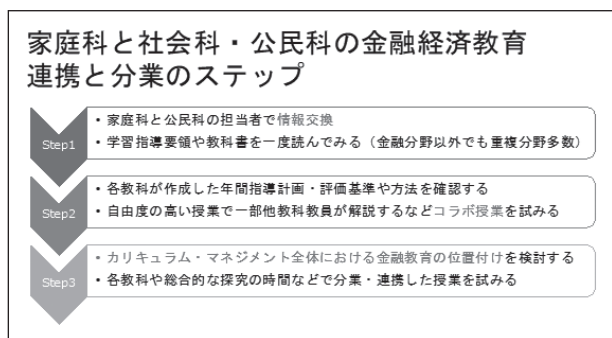 家庭科と社会科・公民科の金融経済教育
連携と分業のステップ
Step1
・家庭科と公民科の担当者で情報交換
・学習指導要領や教科書を一度読んでみる（金融分野以外でも重複分野多数）
Step2
・各教科が作成した年間指導計画・評価基準や方法を確認する
・自由度の高い授業で一部他教科教員が解説するなどコラボ授業を試みる
Step3
・カリキュラム・マネジメント全体における金融教育の位置付けを検討する
・各教科や総合的な探究の時間などで分業・連携した授業を試みる